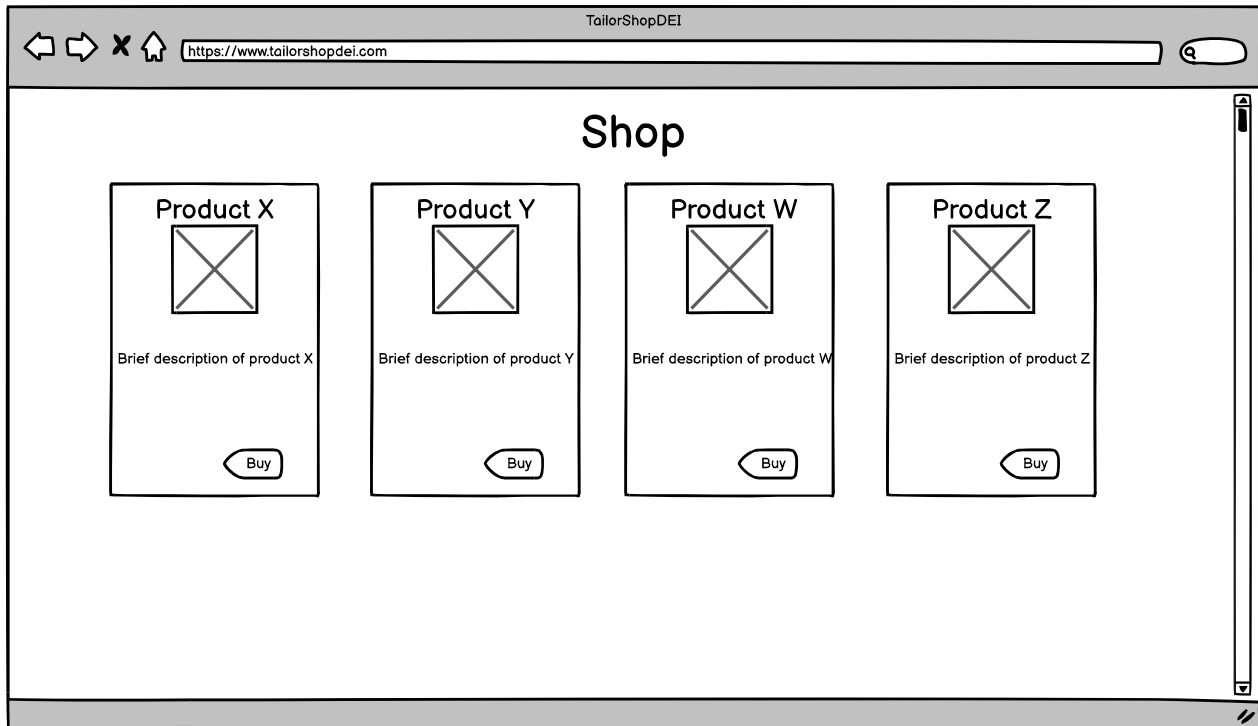 TailorShopDEI
https://www.tailorshopdei.com
Shop
Product X
Product Y
Product W
Product Z
Brief description of product X
Brief description of product Y
Brief description of product W
Brief description of product Z
Buy
Buy
Buy
Buy